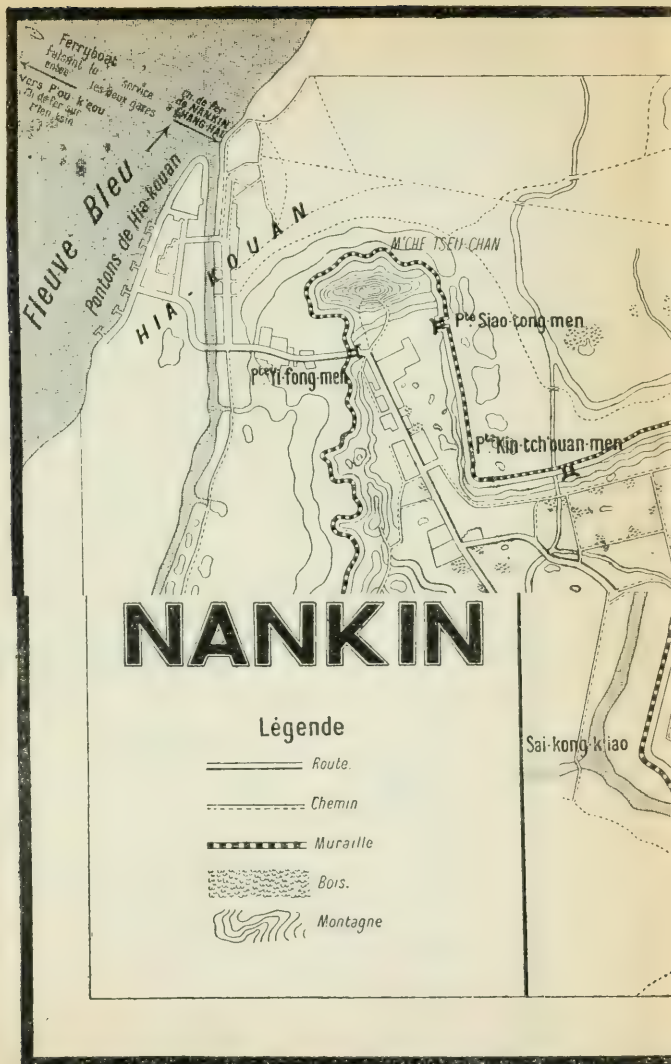 Ferryboat
faisant le service
entre les deux gares
vers P'ou-k'eou
Ch. de fer sur
Tien-tsin
Ch. de fer
de NANKIN
à CHANG-HAI
Fleuve Bleu
Pontons de Hia-kouan
HIA-KOUAN
Mt CHE TSEU-CHAN
Pte Siao-tong-men
Pte Yi-fong-men
Pte Kin-tch'ouan-men
NANKIN
Légende
Route.
Chemin
Muraille
Bois.
Montagne
Sai-kong-k'iao